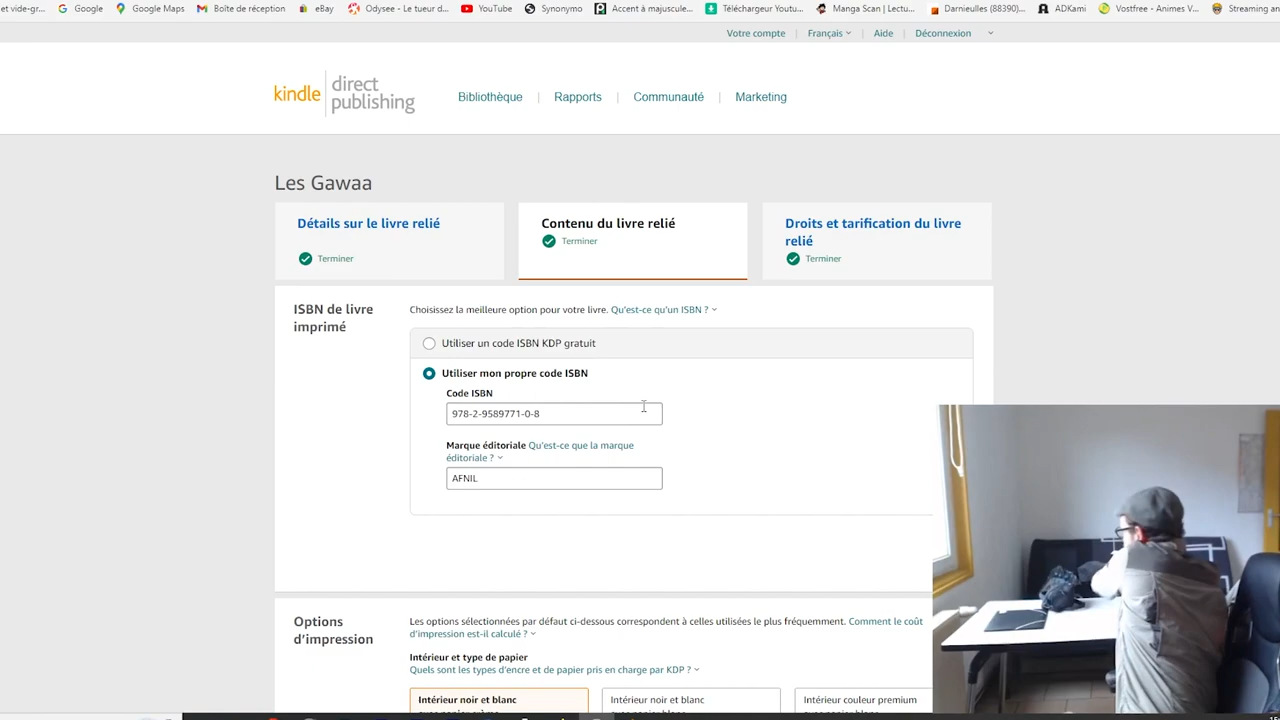 et vide-gr... Google Google Maps Boîte de réception eBay Odysee - Le tueur d... YouTube Synonymo Accent à majuscule... Téléchargeur Youtu... Manga Scan | Lectu... Darnieulles (88390)... ADKami Vostfree - Animes V... Streaming an
Votre compte Français Aide Déconnexion
kindle direct publishing
Bibliothèque Rapports Communauté Marketing
Les Gawaa
Détails sur le livre relié
Terminer
Contenu du livre relié
Terminer
Droits et tarification du livre
relié
Terminer
ISBN de livre
imprimé
Choisissez la meilleure option pour votre livre. Qu'est-ce qu'un ISBN ?
Utiliser un code ISBN KDP gratuit
Utiliser mon propre code ISBN
Code ISBN
978-2-9589771-0-8
Marque éditoriale Qu'est-ce que la marque
éditoriale ?
AFNIL
Options
d'impression
Les options sélectionnées par défaut ci-dessous correspondent à celles utilisées le plus fréquemment. Comment le coût
d'impression est-il calculé ?
Intérieur et type de papier
Quels sont les types d'encre et de papier pris en charge par KDP ?
Intérieur noir et blanc Intérieur noir et blanc Intérieur couleur premium